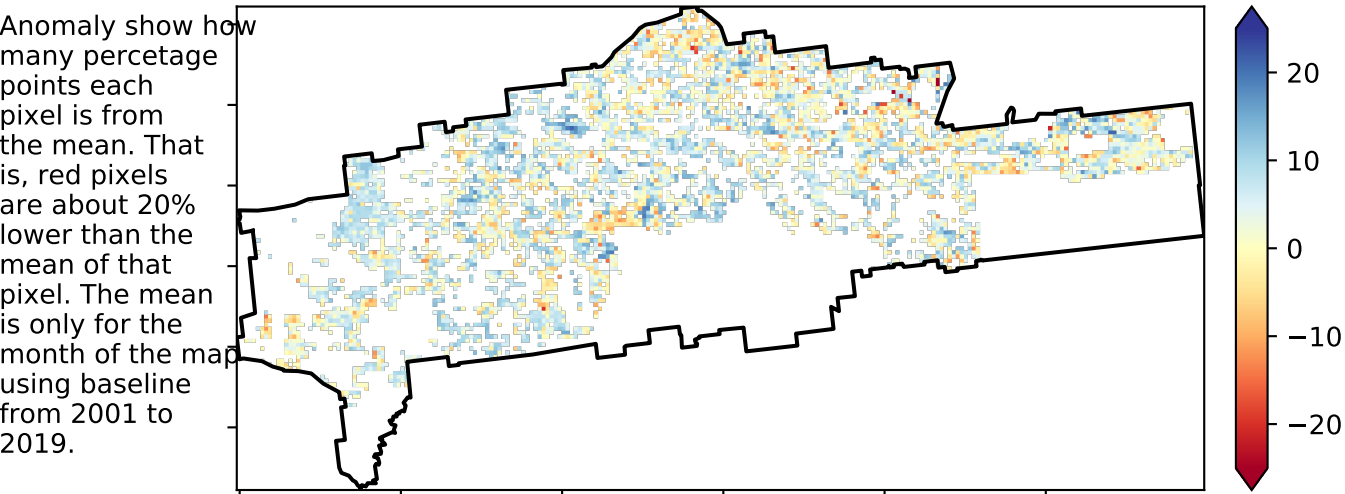 Anomaly show how
many percetage
points each
pixel is from
the mean. That
is, red pixels
are about 20%
lower than the
mean of that
pixel. The mean
is only for the
month of the map
using baseline
from 2001 to
2019.
20
10
0
−10
−20